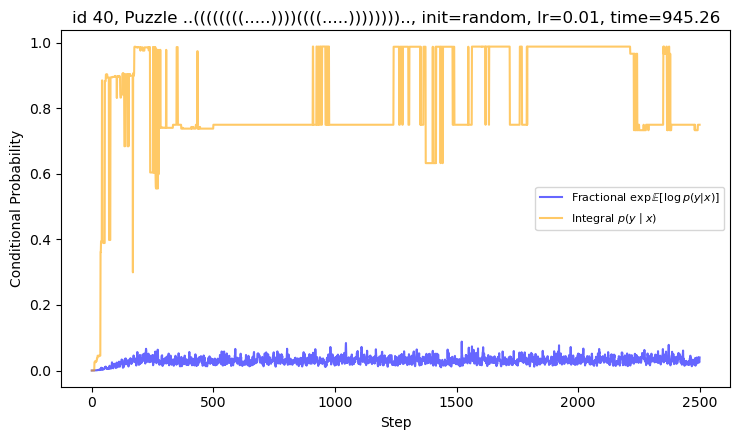 id 40, Puzzle ..((((((((.....))))((((.....)))))))).., init=random, lr=0.01, time=945.26
Conditional Probability
1.0
0.8
0.6
0.4
0.2
0.0
Fractional exp𝔼[log p(y|x)]
Integral p(y | x)
0
500
1000
1500
2000
2500
Step